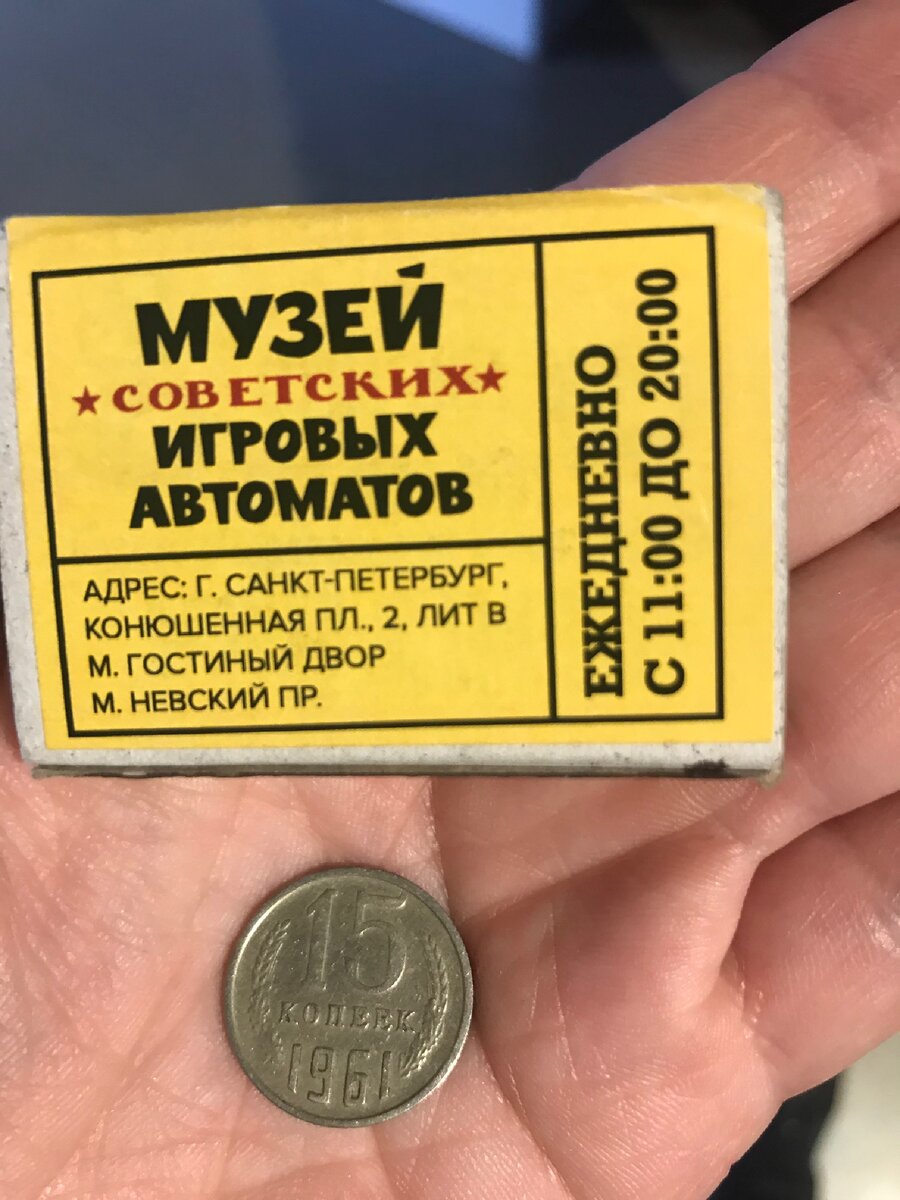 МУЗЕЙ
★СОВЕТСКИХ★
ИГРОВЫХ
АВТОМАТОВ
АДРЕС: Г. САНКТ-ПЕТЕРБУРГ,
КОНЮШЕННАЯ ПЛ., 2, ЛИТ В
М. ГОСТИНЫЙ ДВОР
М. НЕВСКИЙ ПР.
ЕЖЕДНЕВНО
С 11:00 ДО 20:00
15
КОПЕЕК
1961